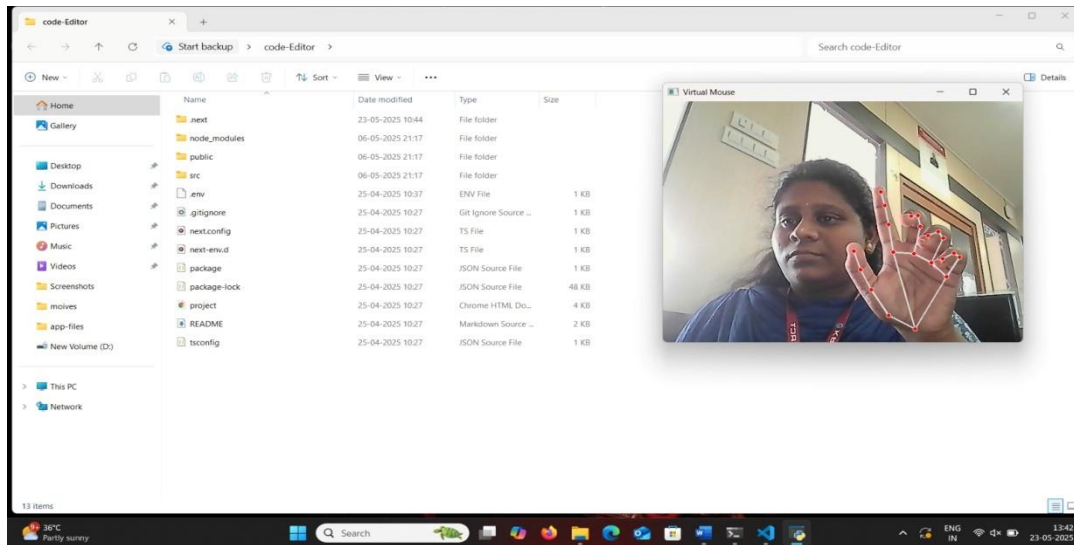 code-Editor
Start backup > code-Editor >
Search code-Editor
New
Sort
View
Details
Name Date modified Type Size
Home
Gallery
Desktop
Downloads
Documents
Pictures
Music
Videos
Screenshots
moives
app-files
New Volume (D:)
This PC
Network
.next 23-05-2025 10:44 File folder
node_modules 06-05-2025 21:17 File folder
public 06-05-2025 21:17 File folder
src 06-05-2025 21:17 File folder
.env 25-04-2025 10:37 ENV File 1 KB
.gitignore 25-04-2025 10:27 Git Ignore Source ... 1 KB
next.config 25-04-2025 10:27 TS File 1 KB
next-env.d 25-04-2025 10:27 TS File 1 KB
package 25-04-2025 10:27 JSON Source File 1 KB
package-lock 25-04-2025 10:27 JSON Source File 48 KB
project 25-04-2025 10:27 Chrome HTML Do... 4 KB
README 25-04-2025 10:27 Markdown Source ... 2 KB
tsconfig 25-04-2025 10:27 JSON Source File 1 KB
Virtual Mouse
13 items
36°C
Partly sunny
Search
ENG
IN
13:42
23-05-2025